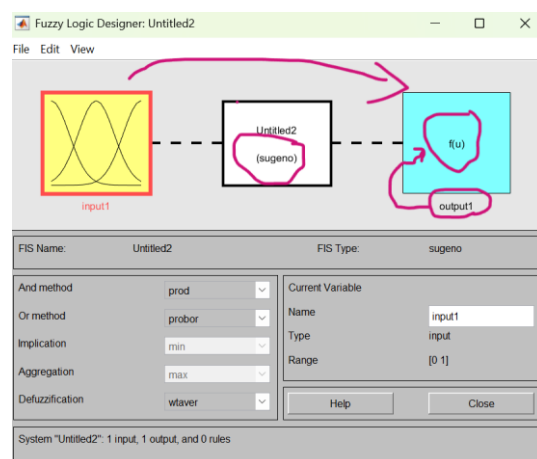 Fuzzy Logic Designer: Untitled2
File Edit View
Untitled2
(sugeno)
f(u)
input1
output1
FIS Name: Untitled2 FIS Type: sugeno
And method prod
Or method probor
Implication min
Aggregation max
Defuzzification wtaver
Current Variable
Name input1
Type input
Range [0 1]
Help Close
System "Untitled2": 1 input, 1 output, and 0 rules